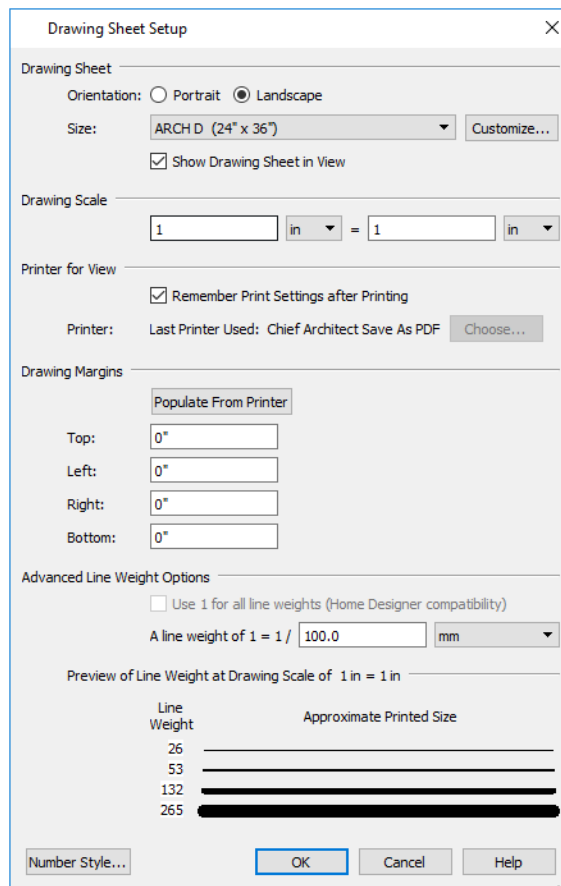 Drawing Sheet Setup
Drawing Sheet
Orientation: Portrait Landscape
Size: ARCH D (24" x 36") Customize...
Show Drawing Sheet in View
Drawing Scale
1 in = 1 in
Printer for View
Remember Print Settings after Printing
Printer: Last Printer Used: Chief Architect Save As PDF Choose...
Drawing Margins
Populate From Printer
Top: 0"
Left: 0"
Right: 0"
Bottom: 0"
Advanced Line Weight Options
Use 1 for all line weights (Home Designer compatibility)
A line weight of 1 = 1 / 100.0 mm
Preview of Line Weight at Drawing Scale of 1 in = 1 in
Line
Weight Approximate Printed Size
26
53
132
265
Number Style... OK Cancel Help